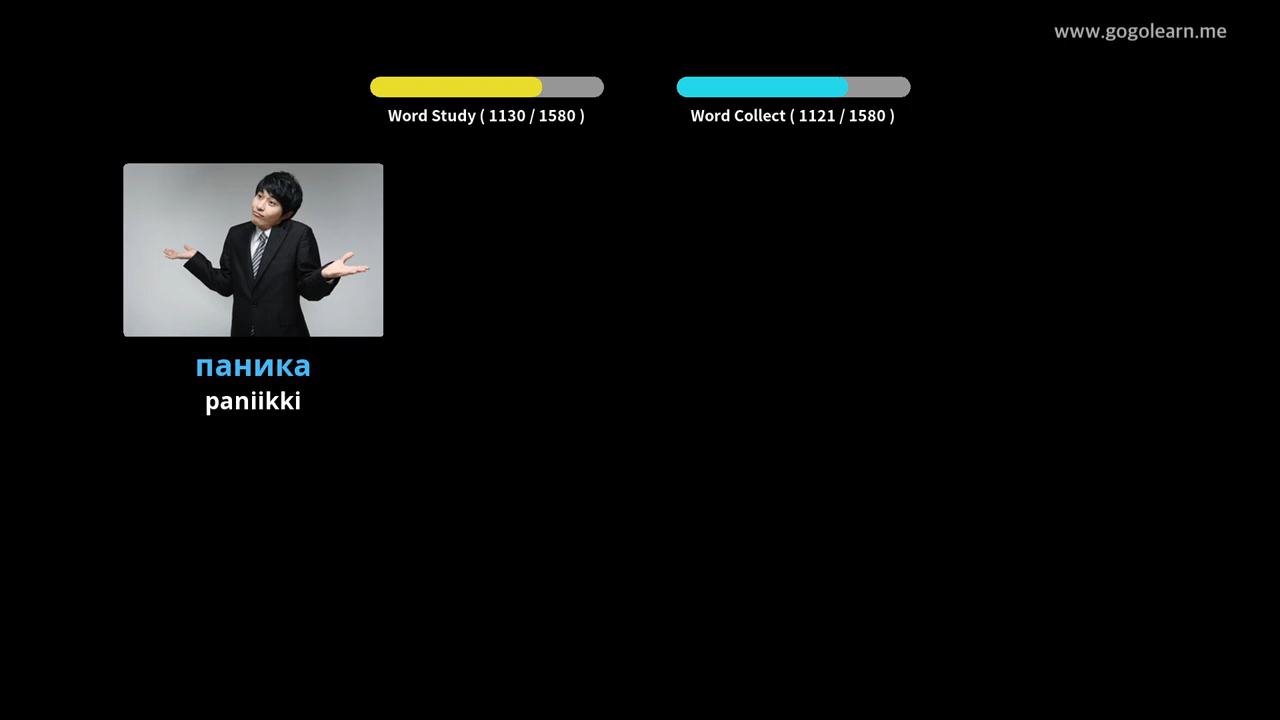 www.gogolearn.me
Word Study ( 1130 / 1580 )
Word Collect ( 1121 / 1580 )
паника
paniikki